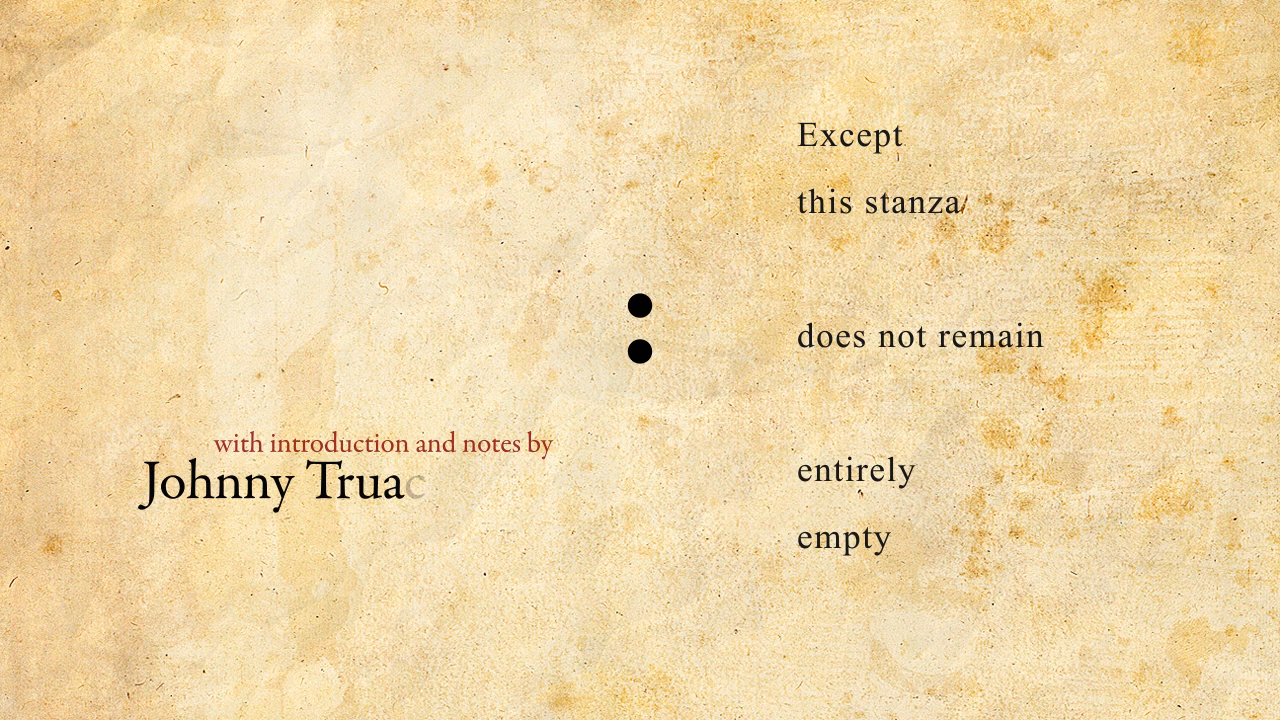 with introduction and notes by
Johnny Truac
:
Except
this stanza/
does not remain
entirely
empty